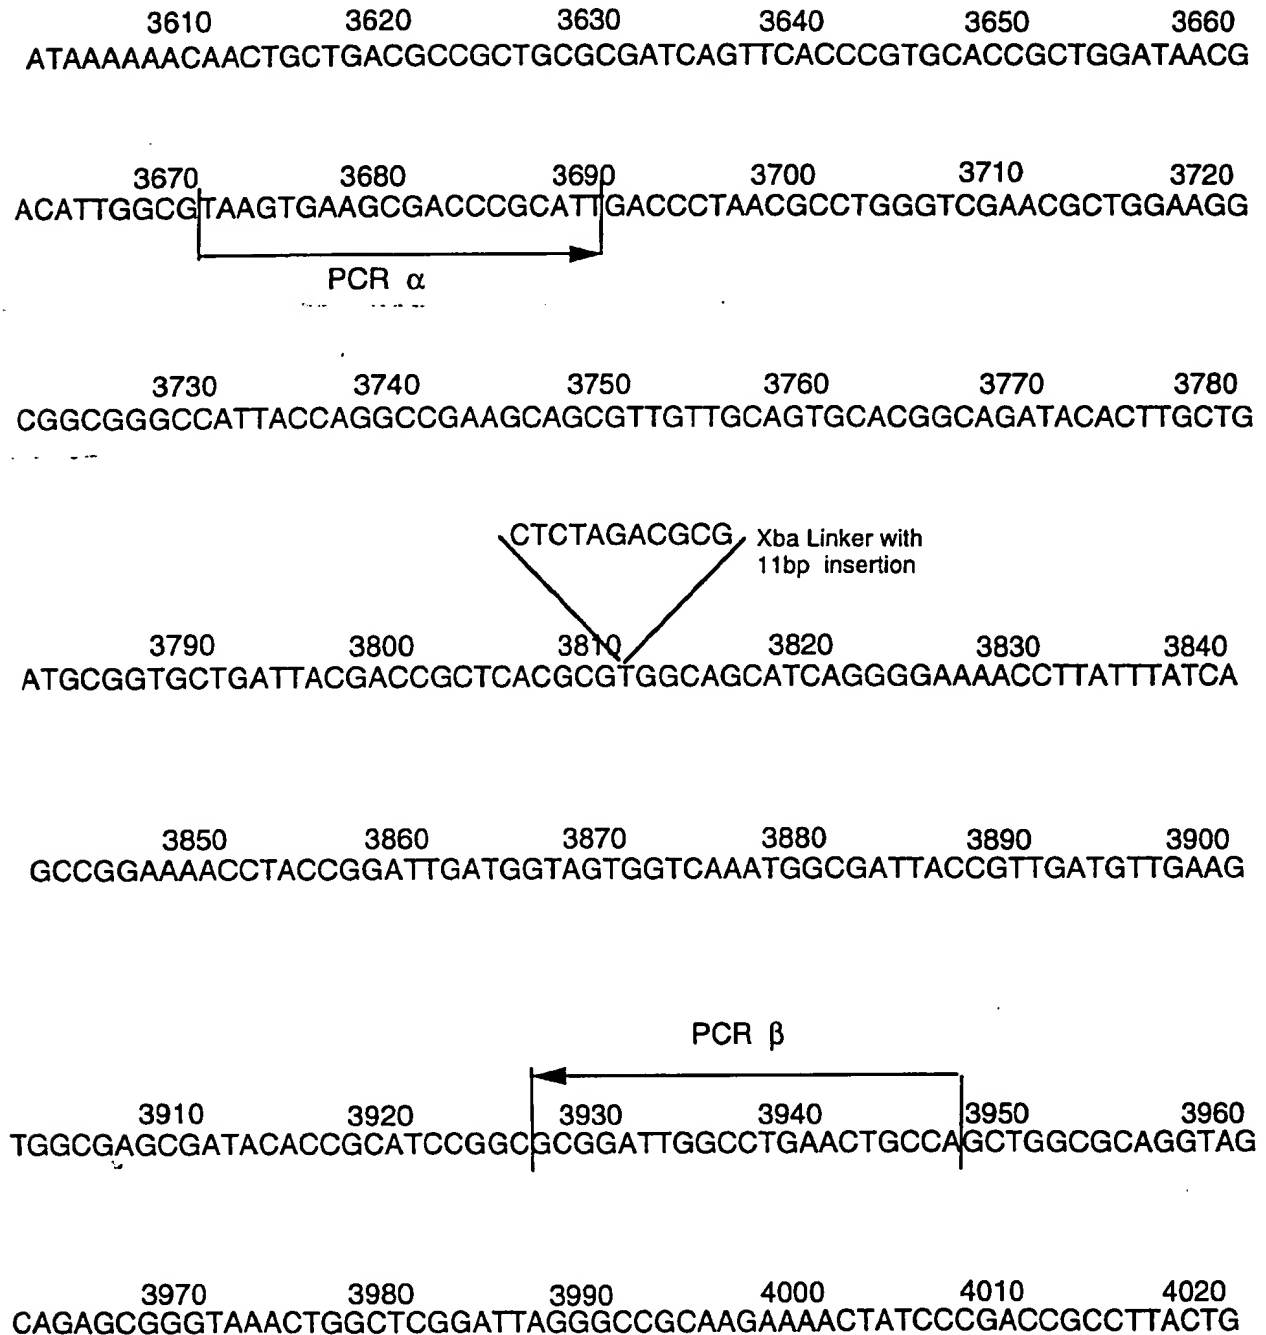 3610 3620 3630 3640 3650 3660
ATAAAAAACAACTGCTGACGCCGCTGCGCGATCAGTTCACCCGTGCACCGCTGGATAACG
3670 3680 3690 3700 3710 3720
ACATTGGCGTAAGTGAAGCGACCCGCATTGACCCTAACGCCTGGGTCGAACGCTGGAAGG
PCR α
3730 3740 3750 3760 3770 3780
CGGCGGGCCATTACCAGGCCGAAGCAGCGTTGTTGCAGTGCACGGCAGATACACTTGCTG
CTCTAGACGCG
Xba Linker with
11bp insertion
3790 3800 3810 3820 3830 3840
ATGCGGTGCTGATTACGACCGCTCACGCGTGGCAGCATCAGGGGAAAACCTTATTTATCA
3850 3860 3870 3880 3890 3900
GCCGGAAAACCTACCGGATTGATGGTAGTGGTCAAATGGCGATTACCGTTGATGTTGAAG
PCR β
3910 3920 3930 3940 3950 3960
TGGCGAGCGATACACCGCATCCGGCGCGGATTGGCCTGAACTGCCAGCTGGCGCAGGTAG
3970 3980 3990 4000 4010 4020
CAGAGCGGGTAAACTGGCTCGGATTAGGGCCGCAAGAAAACTATCCCGACCGCCTTACTG